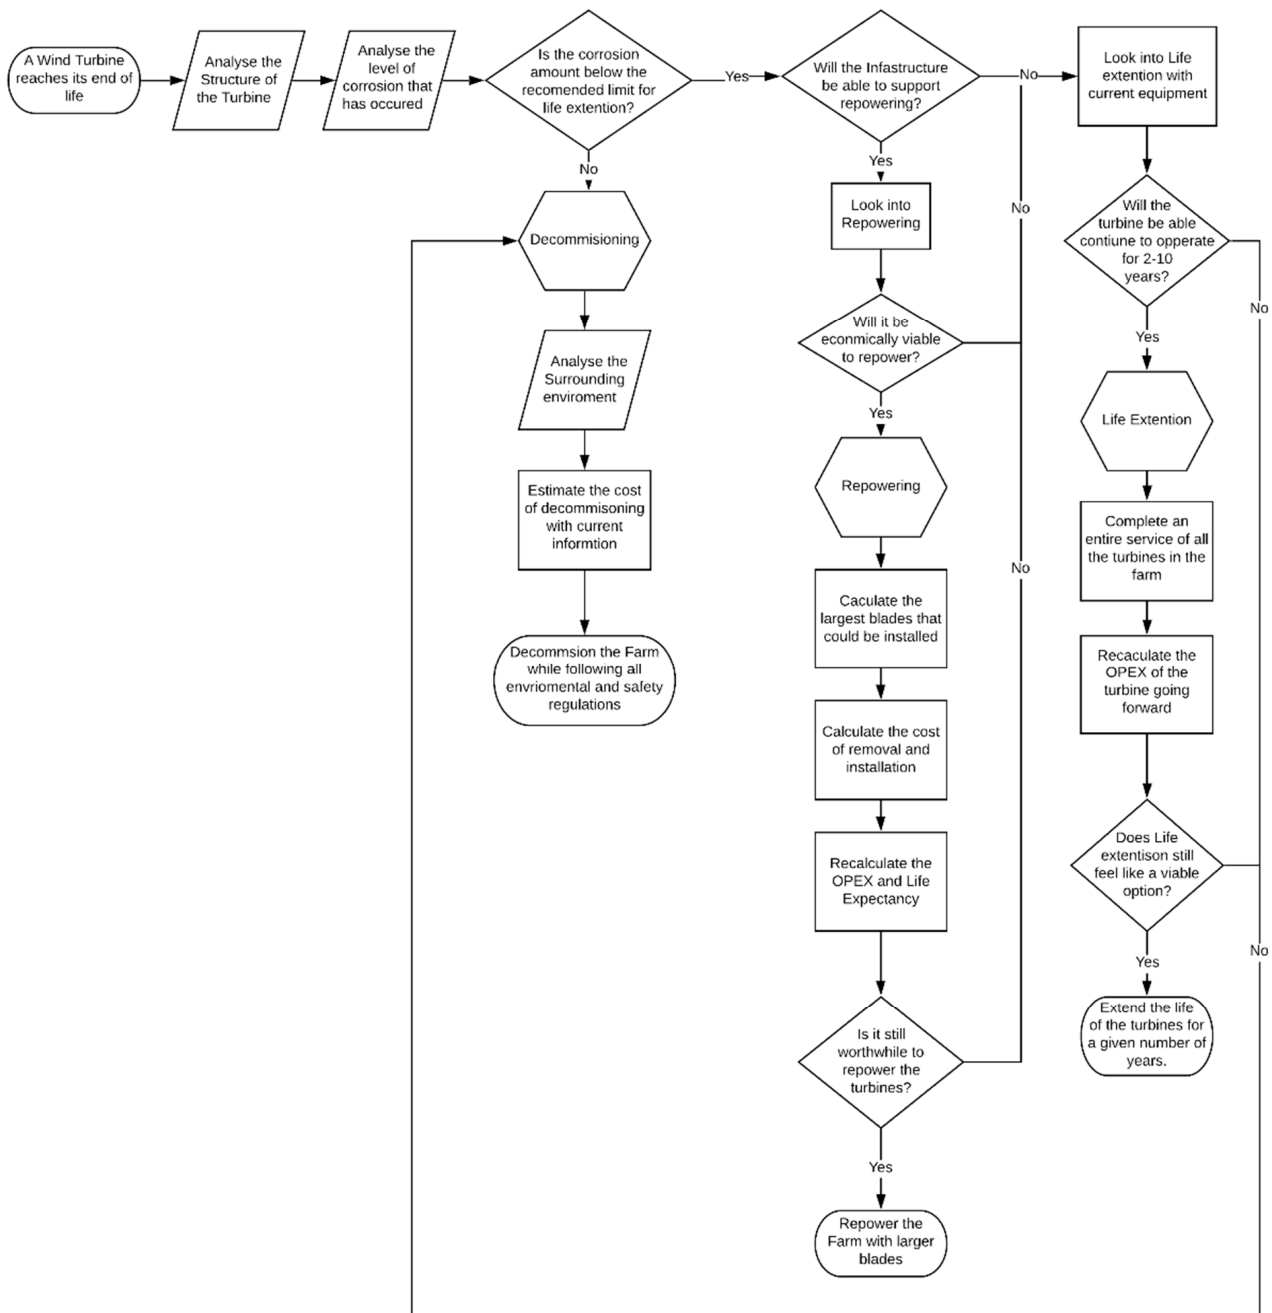 A Wind Turbine
reaches its end of
life
Analyse the
Structure of
the Turbine
Analyse the
level of
corrosion that
has occured
Is the corrosion
amount below the
recomended limit for
life extention?
Yes
Will the Infastructure
be able to support
repowering?
No
Look into Life
extention with
current equipment
No
Decommisioning
Analyse the
Surrounding
enviroment
Estimate the cost
of decommisoning
with current
informtion
Decommsion the Farm
while following all
envriomental and safety
regulations
Yes
Look into
Repowering
No
Will it be
econmically viable
to repower?
Yes
Repowering
No
Caculate the
largest blades that
could be installed
Calculate the cost
of removal and
installation
Recalculate the
OPEX and Life
Expectancy
Is it still
worthwhile to
repower the
turbines?
Yes
Repower the
Farm with larger
blades
Will the
turbine be able
contiune to opperate
for 2-10
years?
No
Yes
Life Extention
Complete an
entire service of all
the turbines in the
farm
Recaculate the
OPEX of the
turbine going
forward
Does Life
extentison still
feel like a viable
option?
No
Yes
Extend the life
of the turbines for
a given number of
years.